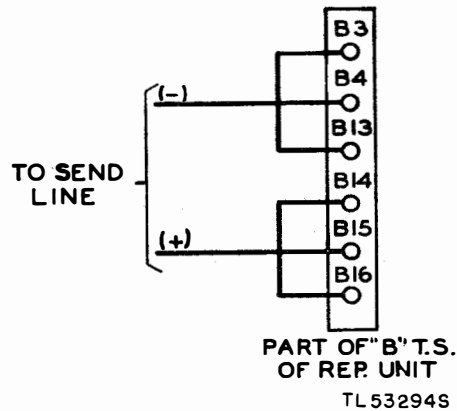 B3
B4
(-)
B13
TO SEND
LINE
B14
B15
(+)
B16
PART OF "B" T.S.
OF REP. UNIT
TL53294S